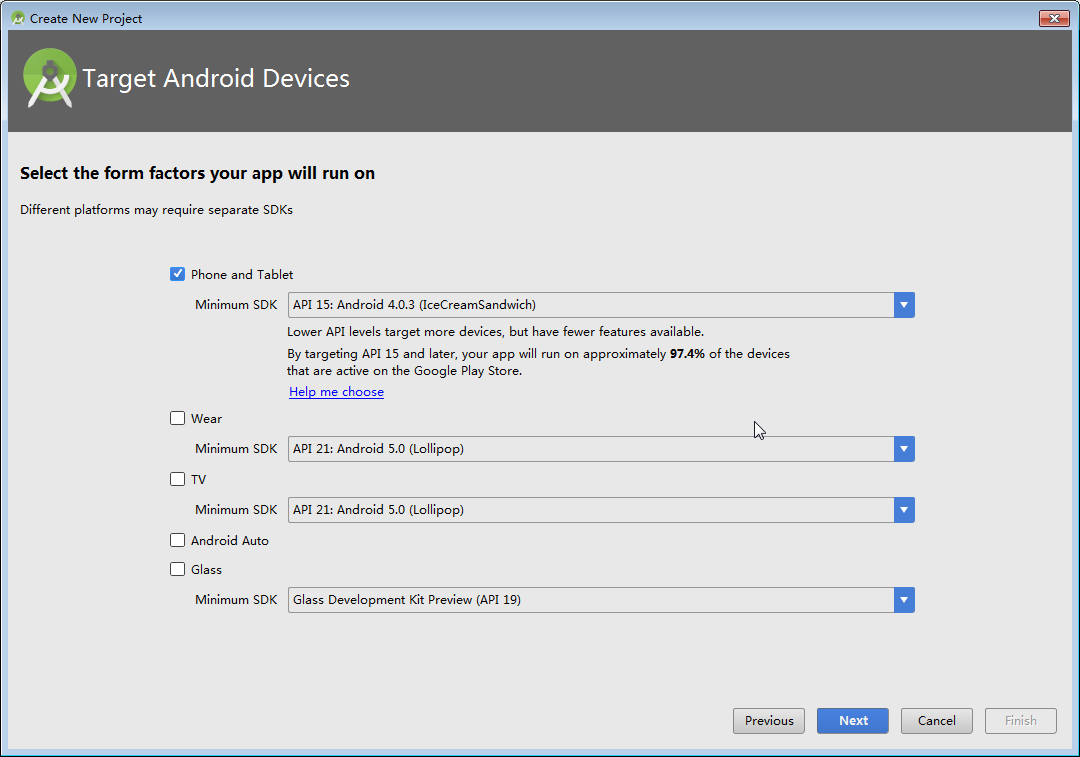 Create New Project
Target Android Devices
Select the form factors your app will run on
Different platforms may require separate SDKs
Phone and Tablet
Minimum SDK API 15: Android 4.0.3 (IceCreamSandwich)
Lower API levels target more devices, but have fewer features available.
By targeting API 15 and later, your app will run on approximately 97.4% of the devices
that are active on the Google Play Store.
Help me choose
Wear
Minimum SDK API 21: Android 5.0 (Lollipop)
TV
Minimum SDK API 21: Android 5.0 (Lollipop)
Android Auto
Glass
Minimum SDK Glass Development Kit Preview (API 19)
Previous Next Cancel Finish